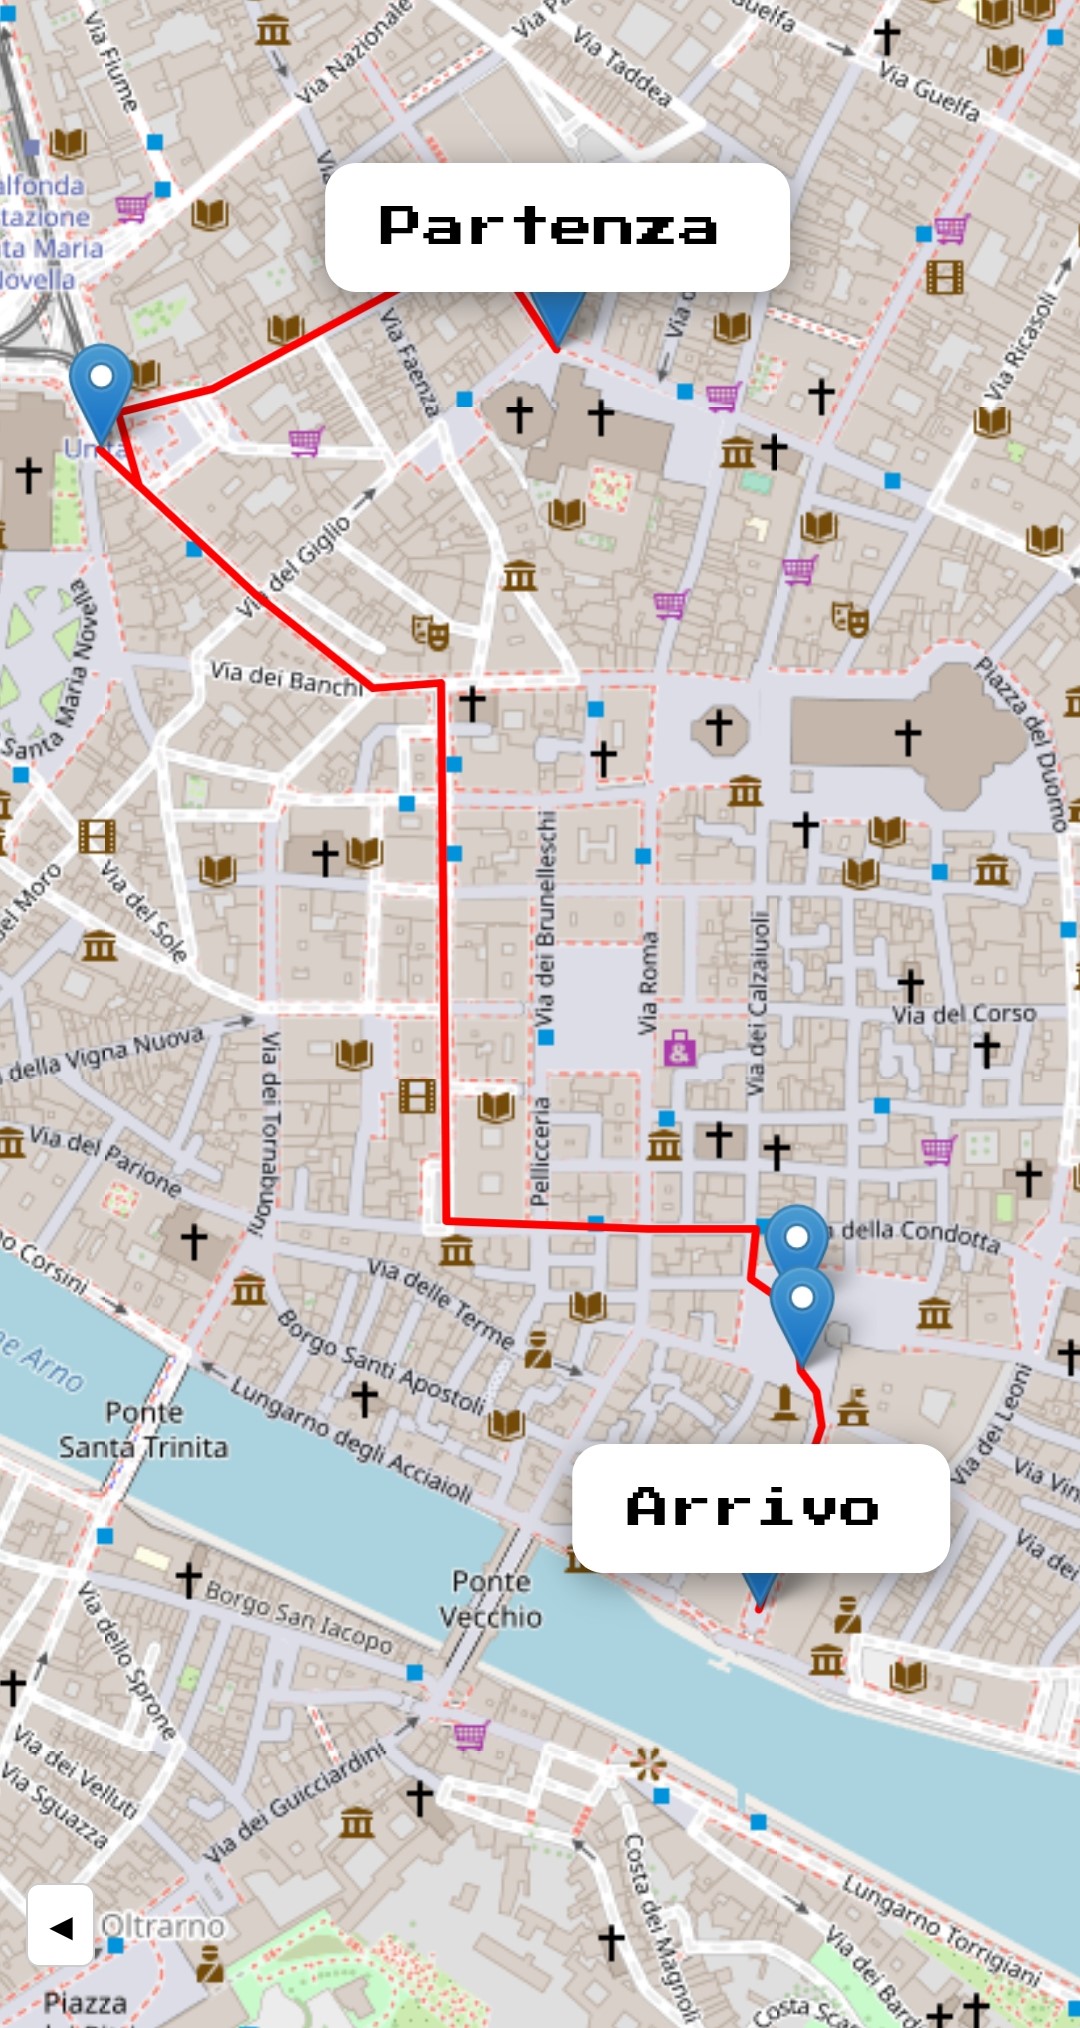 Via Fiume
Via Nazionale
Via Taddea
Guelfa
Via Guelfa
alfonda
tazione
ta Maria
Novella
Partenza
Via Faenza
Via Ricasoli
Unità
Via del Giglio
Santa Maria Novella
Via dei Banchi
Piazza del Duomo
Via dei Brunelleschi
Via Roma
Via dei Calzaiuoli
Via del Sole
del Moro
Via del Corso
della Vigna Nuova
Via dei Tornabuoni
Pellicceria
Via del Parione
a della Condotta
no Corsini
Via delle Terme
Borgo Santi Apostoli
Lungarno degli Acciaioli
ne Arno
Ponte
Santa Trinita
Via dei Leoni
Via Vin
Via dei
Arrivo
Ponte
Vecchio
Borgo San Iacopo
Via dello Sprone
Via dei Velluti
Via Sguazza
Via dei Guicciardini
Costa dei Magnoli
Lungarno Torrigiani
Via dei Bard
Costa Sca
Oltrarno
Piazza